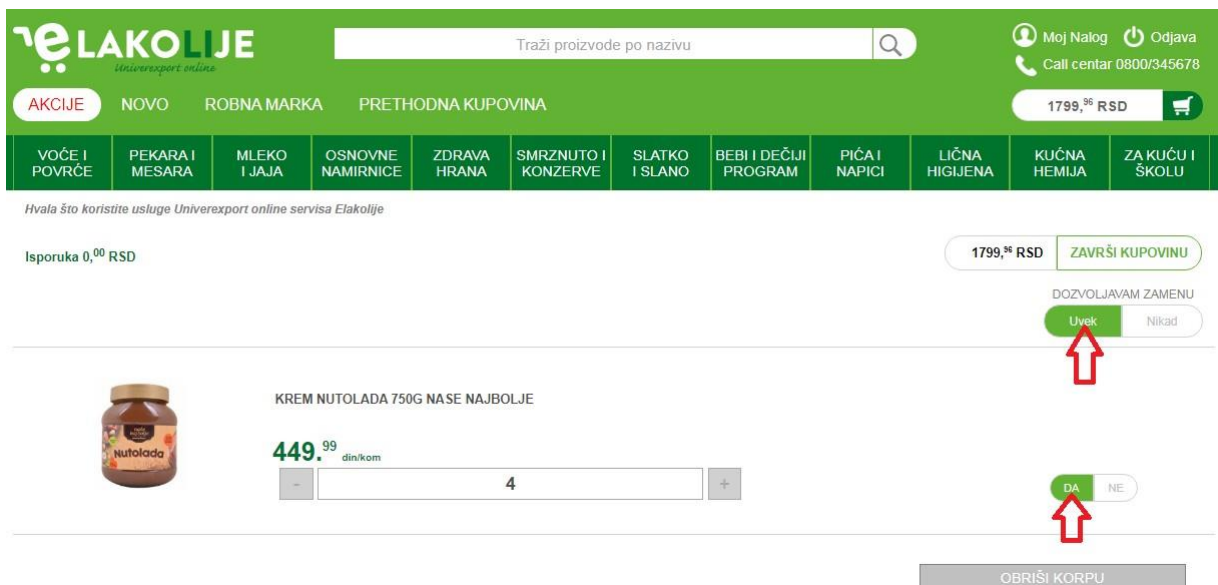 eLAKOLIJE
Univerexport online
Traži proizvode po nazivu
Moj Nalog Odjava
Call centar 0800/345678
AKCIJE NOVO ROBNA MARKA PRETHODNA KUPOVINA
1799,96 RSD
VOĆE I POVRĆE
PEKARA I MESARA
MLEKO I JAJA
OSNOVNE NAMIRNICE
ZDRAVA HRANA
SMRZNUTO I KONZERVE
SLATKO I SLANO
BEBI I DEČIJI PROGRAM
PIĆA I NAPICI
LIČNA HIGIJENA
KUĆNA HEMIJA
ZA KUĆU I ŠKOLU
Hvala što koristite usluge Univerexport online servisa Elakolije
Isporuka 0,00 RSD
1799,96 RSD ZAVRŠI KUPOVINU
DOZVOLJAVAM ZAMENU
Uvek Nikad
KREM NUTOLADA 750G NASE NAJBOLJE
Nutolada
449.99 din/kom
- 4 +
DA NE
OBRIŠI KORPU